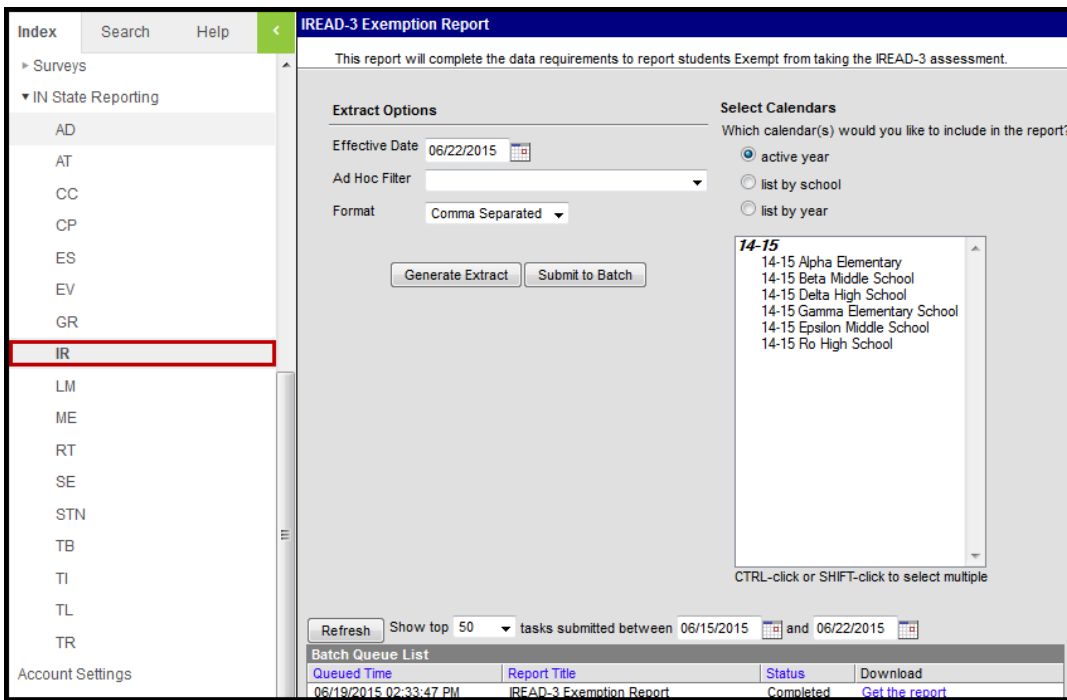 Index Search Help
Surveys
IN State Reporting
AD
AT
CC
CP
ES
EV
GR
IR
LM
ME
RT
SE
STN
TB
TI
TL
TR
Account Settings
IREAD-3 Exemption Report
This report will complete the data requirements to report students Exempt from taking the IREAD-3 assessment.
Extract Options
Effective Date 06/22/2015
Ad Hoc Filter
Format Comma Separated
Generate Extract Submit to Batch
Select Calendars
Which calendar(s) would you like to include in the report?
active year
list by school
list by year
14-15
14-15 Alpha Elementary
14-15 Beta Middle School
14-15 Delta High School
14-15 Gamma Elementary School
14-15 Epsilon Middle School
14-15 Ro High School
CTRL-click or SHIFT-click to select multiple
Refresh Show top 50 tasks submitted between 06/15/2015 and 06/22/2015
Batch Queue List
Queued Time Report Title Status Download
06/19/2015 02:33:47 PM IREAD-3 Exemption Report Completed Get the report